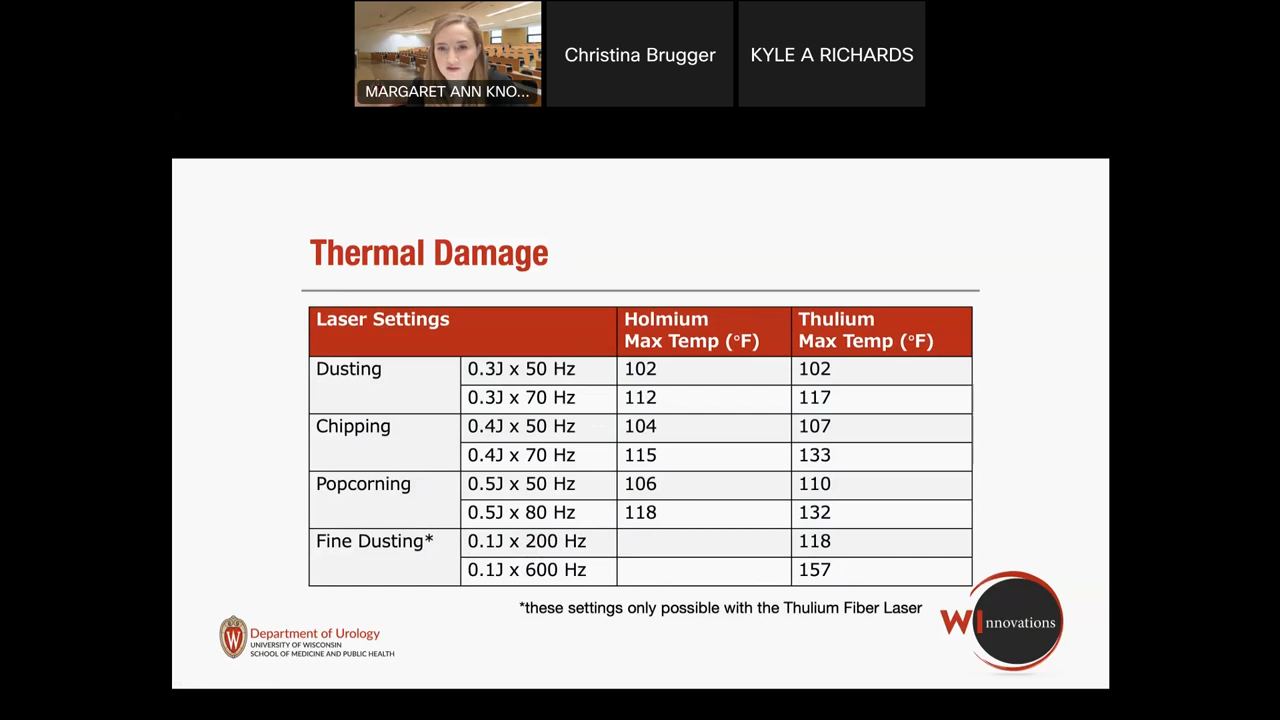 MARGARET ANN KNO...
Christina Brugger
KYLE A RICHARDS
Thermal Damage
Laser Settings Holmium Max Temp (°F) Thulium Max Temp (°F)
Dusting 0.3J x 50 Hz 102 102
0.3J x 70 Hz 112 117
Chipping 0.4J x 50 Hz 104 107
0.4J x 70 Hz 115 133
Popcorning 0.5J x 50 Hz 106 110
0.5J x 80 Hz 118 132
Fine Dusting* 0.1J x 200 Hz 118
0.1J x 600 Hz 157
*these settings only possible with the Thulium Fiber Laser
W
Department of Urology
UNIVERSITY OF WISCONSIN
SCHOOL OF MEDICINE AND PUBLIC HEALTH
WInnovations